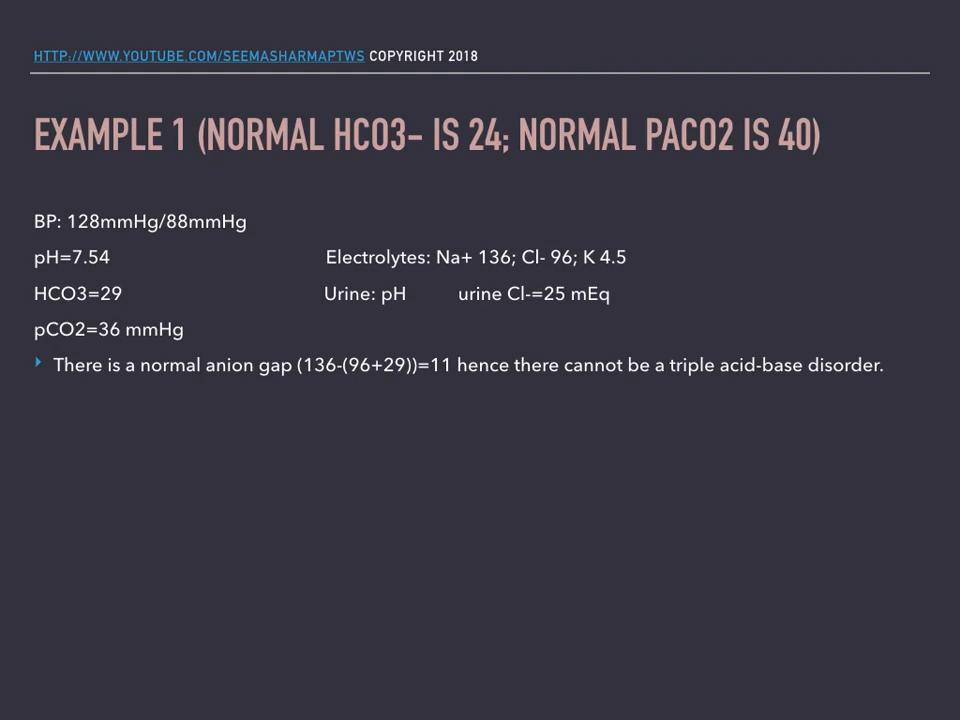 HTTP://WWW.YOUTUBE.COM/SEEMASHARMAPTWS COPYRIGHT 2018
EXAMPLE 1 (NORMAL HCO3- IS 24; NORMAL PACO2 IS 40)
BP: 128mmHg/88mmHg
pH=7.54 Electrolytes: Na+ 136; Cl- 96; K 4.5
HCO3=29 Urine: pH urine Cl-=25 mEq
pCO2=36 mmHg
There is a normal anion gap (136-(96+29))=11 hence there cannot be a triple acid-base disorder.